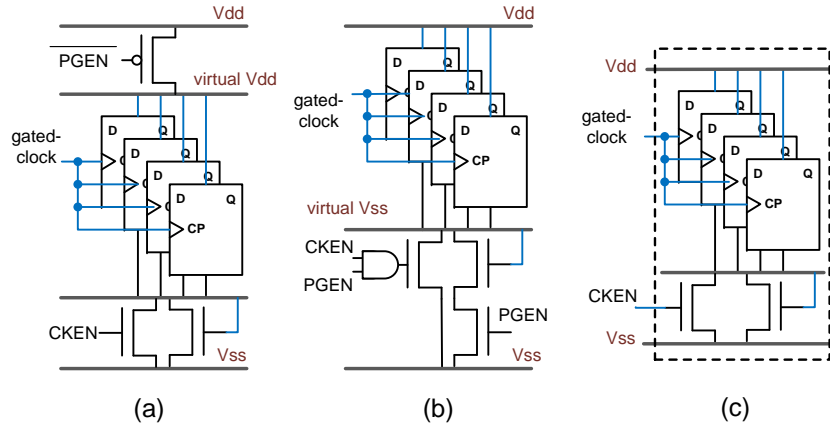 Vdd
PGEN
virtual Vdd
gated-
clock
D
Q
D
Q
D
Q
D
Q
CP
CKEN
Vss
(a)
Vdd
gated-
clock
D
Q
D
Q
D
Q
D
Q
CP
virtual Vss
CKEN
PGEN
PGEN
Vss
(b)
Vdd
gated-
clock
D
Q
D
Q
D
Q
D
Q
CP
CKEN
Vss
(c)